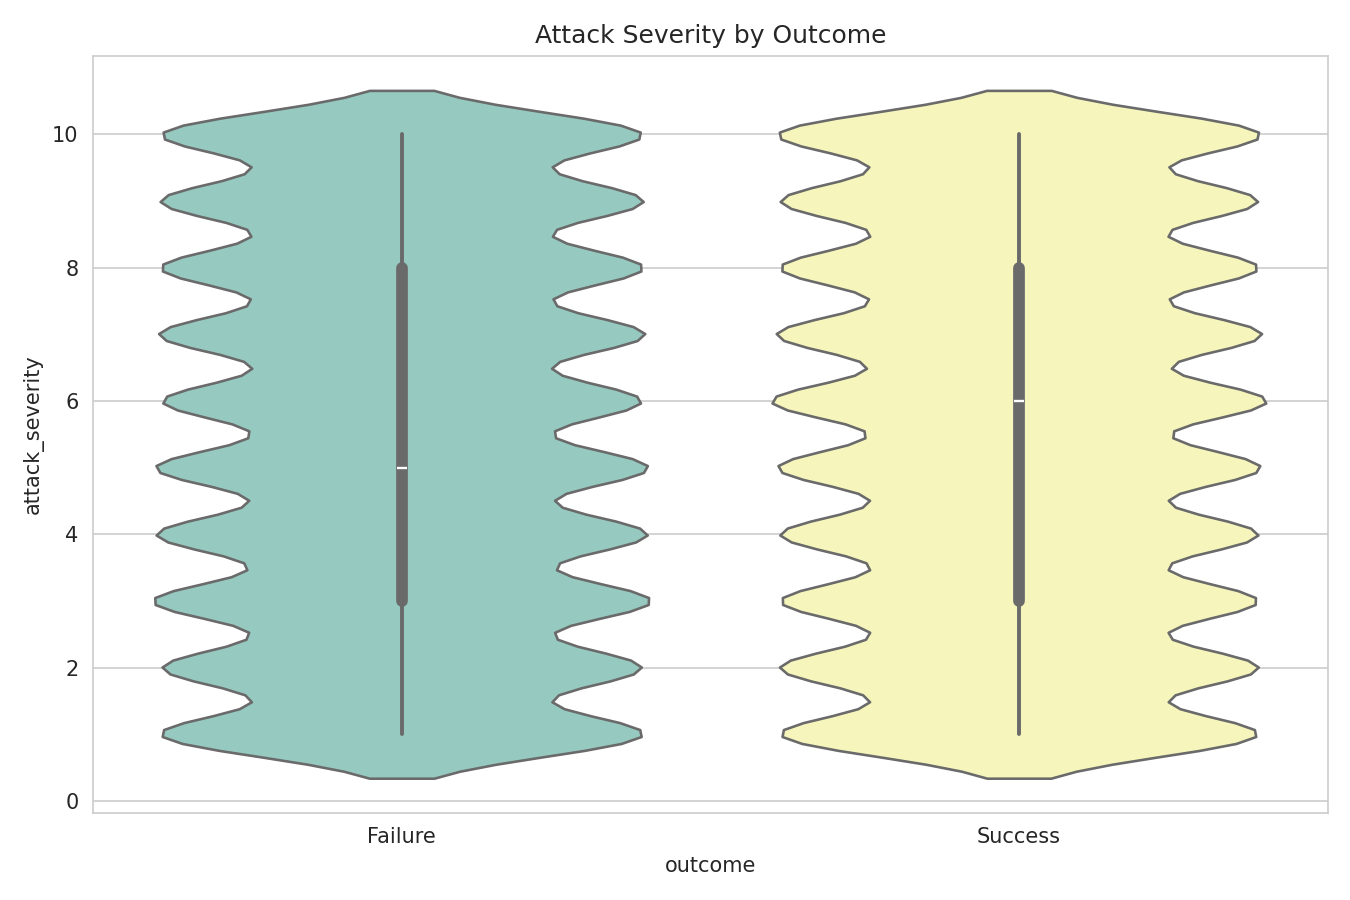 Attack Severity by Outcome
attack_severity
10
8
6
4
2
0
Failure
Success
outcome